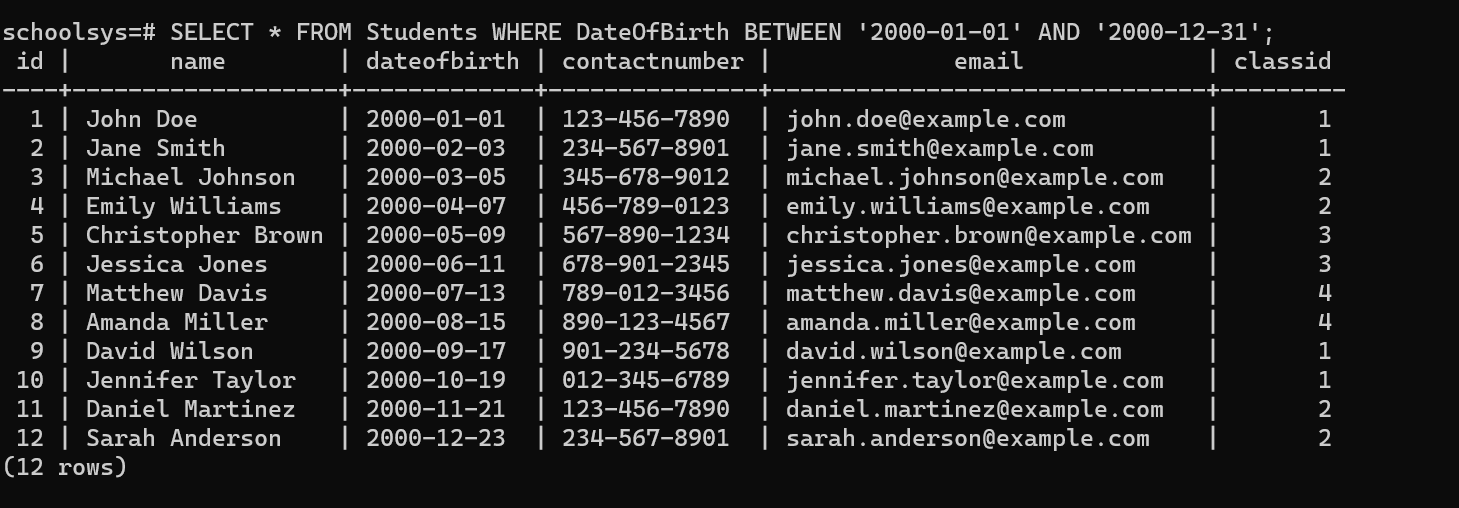 schoolsys=# SELECT * FROM Students WHERE DateOfBirth BETWEEN '2000-01-01' AND '2000-12-31';
 id |       name        | dateofbirth | contactnumber |             email             | classid
----+-------------------+-------------+---------------+-------------------------------+---------
  1 | John Doe          | 2000-01-01  | 123-456-7890  | john.doe@example.com          |       1
  2 | Jane Smith        | 2000-02-03  | 234-567-8901  | jane.smith@example.com        |       1
  3 | Michael Johnson   | 2000-03-05  | 345-678-9012  | michael.johnson@example.com   |       2
  4 | Emily Williams    | 2000-04-07  | 456-789-0123  | emily.williams@example.com    |       2
  5 | Christopher Brown | 2000-05-09  | 567-890-1234  | christopher.brown@example.com |       3
  6 | Jessica Jones     | 2000-06-11  | 678-901-2345  | jessica.jones@example.com     |       3
  7 | Matthew Davis     | 2000-07-13  | 789-012-3456  | matthew.davis@example.com     |       4
  8 | Amanda Miller     | 2000-08-15  | 890-123-4567  | amanda.miller@example.com     |       4
  9 | David Wilson      | 2000-09-17  | 901-234-5678  | david.wilson@example.com      |       1
 10 | Jennifer Taylor   | 2000-10-19  | 012-345-6789  | jennifer.taylor@example.com   |       1
 11 | Daniel Martinez   | 2000-11-21  | 123-456-7890  | daniel.martinez@example.com   |       2
 12 | Sarah Anderson    | 2000-12-23  | 234-567-8901  | sarah.anderson@example.com    |       2
(12 rows)